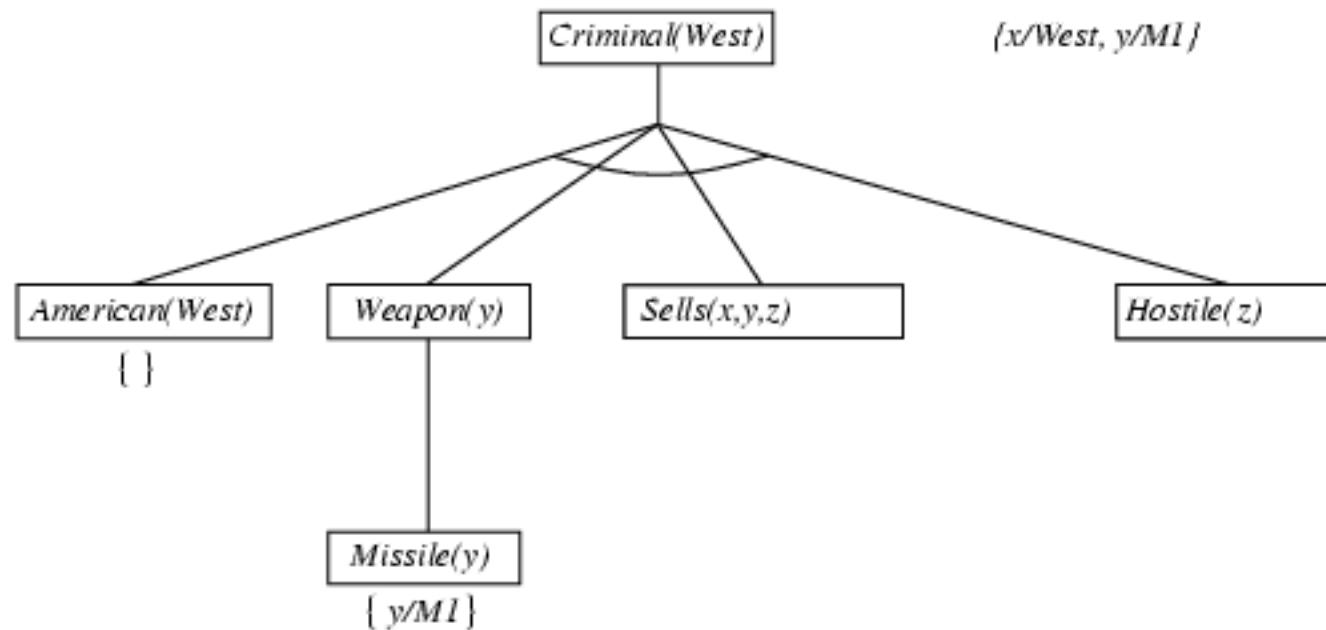 Criminal(West)
{x/West, y/M1}
American(West)
Weapon(y)
Sells(x,y,z)
Hostile(z)
{ }
Missile(y)
{ y/M1 }